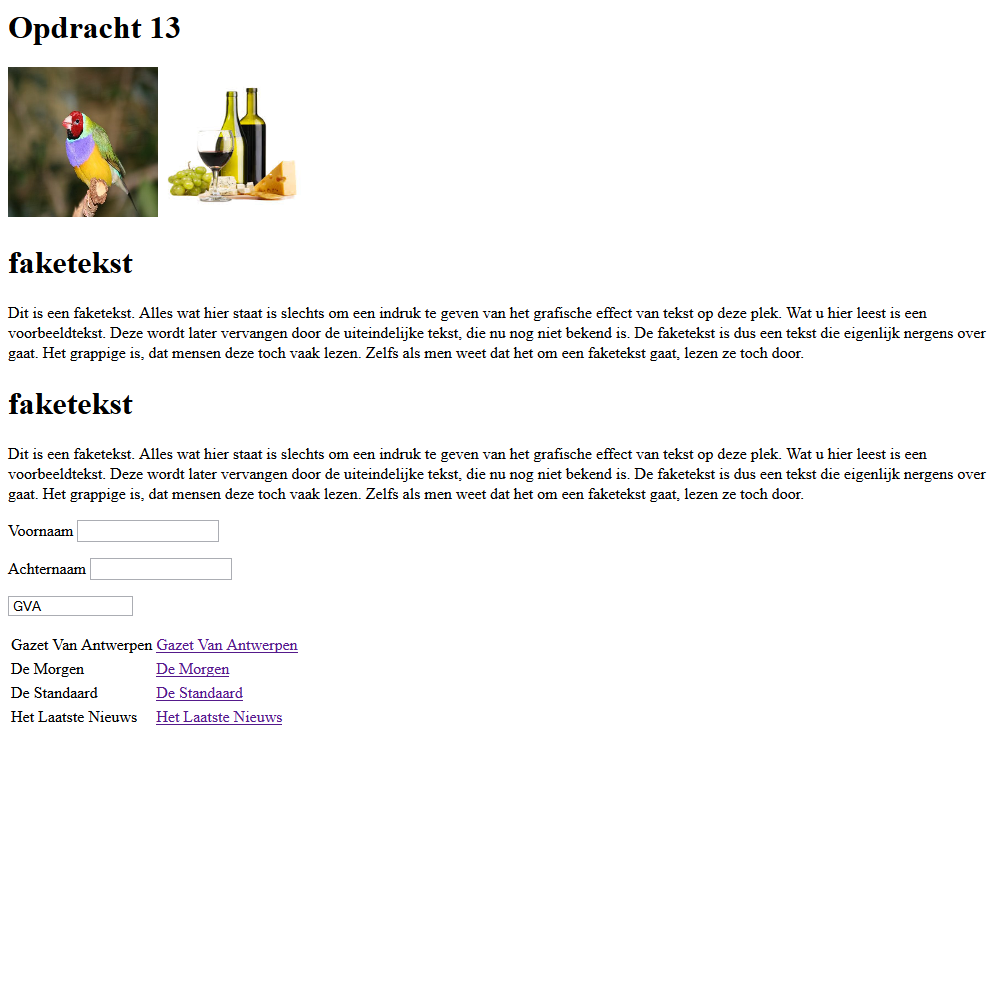 Opdracht 13
faketekst
Dit is een faketekst. Alles wat hier staat is slechts om een indruk te geven van het grafische effect van tekst op deze plek. Wat u hier leest is een
voorbeeldtekst. Deze wordt later vervangen door de uiteindelijke tekst, die nu nog niet bekend is. De faketekst is dus een tekst die eigenlijk nergens over
gaat. Het grappige is, dat mensen deze toch vaak lezen. Zelfs als men weet dat het om een faketekst gaat, lezen ze toch door.
faketekst
Dit is een faketekst. Alles wat hier staat is slechts om een indruk te geven van het grafische effect van tekst op deze plek. Wat u hier leest is een
voorbeeldtekst. Deze wordt later vervangen door de uiteindelijke tekst, die nu nog niet bekend is. De faketekst is dus een tekst die eigenlijk nergens over
gaat. Het grappige is, dat mensen deze toch vaak lezen. Zelfs als men weet dat het om een faketekst gaat, lezen ze toch door.
Voornaam
Achternaam
GVA
Gazet Van Antwerpen Gazet Van Antwerpen
De Morgen De Morgen
De Standaard De Standaard
Het Laatste Nieuws Het Laatste Nieuws